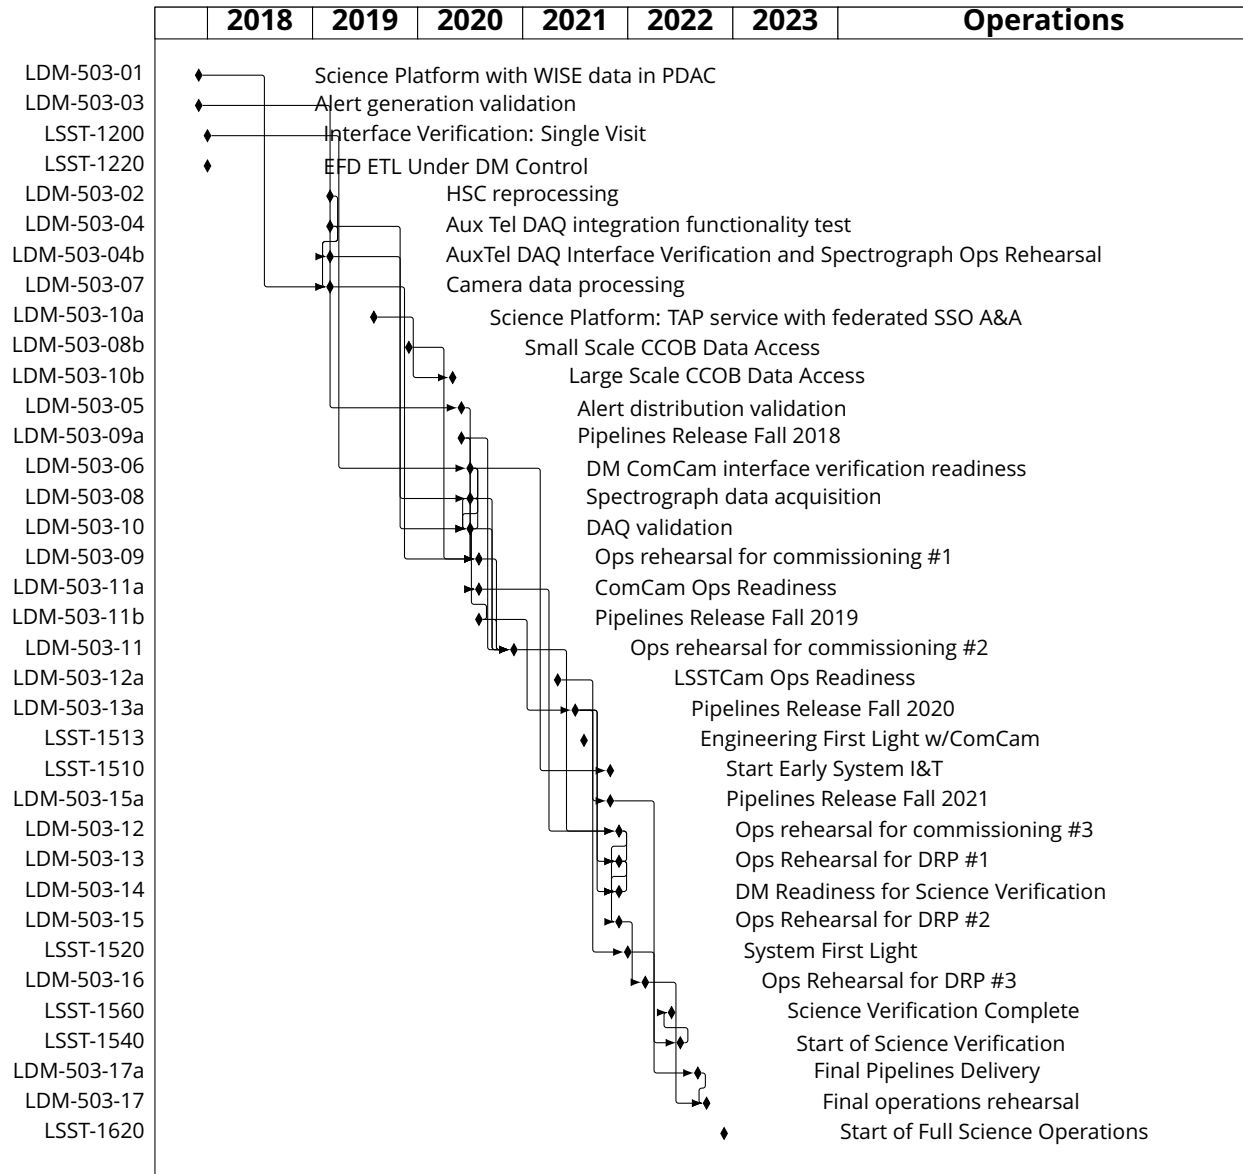 2018 2019 2020 2021 2022 2023 Operations
LDM-503-01 Science Platform with WISE data in PDAC
LDM-503-03 Alert generation validation
LSST-1200 Interface Verification: Single Visit
LSST-1220 EFD ETL Under DM Control
LDM-503-02 HSC reprocessing
LDM-503-04 Aux Tel DAQ integration functionality test
LDM-503-04b AuxTel DAQ Interface Verification and Spectrograph Ops Rehearsal
LDM-503-07 Camera data processing
LDM-503-10a Science Platform: TAP service with federated SSO A&A
LDM-503-08b Small Scale CCOB Data Access
LDM-503-10b Large Scale CCOB Data Access
LDM-503-05 Alert distribution validation
LDM-503-09a Pipelines Release Fall 2018
LDM-503-06 DM ComCam interface verification readiness
LDM-503-08 Spectrograph data acquisition
LDM-503-10 DAQ validation
LDM-503-09 Ops rehearsal for commissioning #1
LDM-503-11a ComCam Ops Readiness
LDM-503-11b Pipelines Release Fall 2019
LDM-503-11 Ops rehearsal for commissioning #2
LDM-503-12a LSSTCam Ops Readiness
LDM-503-13a Pipelines Release Fall 2020
LSST-1513 Engineering First Light w/ComCam
LSST-1510 Start Early System I&T
LDM-503-15a Pipelines Release Fall 2021
LDM-503-12 Ops rehearsal for commissioning #3
LDM-503-13 Ops Rehearsal for DRP #1
LDM-503-14 DM Readiness for Science Verification
LDM-503-15 Ops Rehearsal for DRP #2
LSST-1520 System First Light
LDM-503-16 Ops Rehearsal for DRP #3
LSST-1560 Science Verification Complete
LSST-1540 Start of Science Verification
LDM-503-17a Final Pipelines Delivery
LDM-503-17 Final operations rehearsal
LSST-1620 Start of Full Science Operations